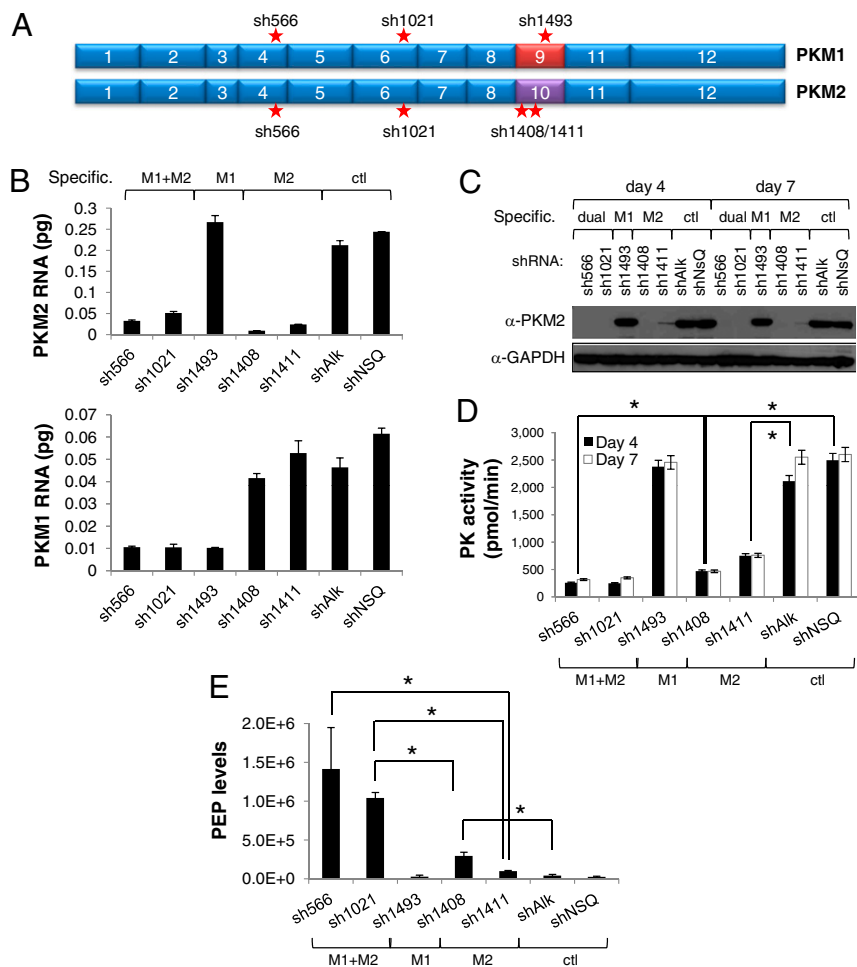 A
sh566 sh1021 sh1493
1 2 3 4 5 6 7 8 9 11 12 PKM1
1 2 3 4 5 6 7 8 10 11 12 PKM2
sh566 sh1021 sh1408/1411
B
Specific. M1+M2 M1 M2 ctl
PKM2 RNA (pg)
0.3
0.25
0.2
0.15
0.1
0.05
0
sh566 sh1021 sh1493 sh1408 sh1411 shAlk shNSQ
PKM1 RNA (pg)
0.07
0.06
0.05
0.04
0.03
0.02
0.01
0
sh566 sh1021 sh1493 sh1408 sh1411 shAlk shNSQ
C
day 4 day 7
Specific. dual M1 M2 ctl dual M1 M2 ctl
shRNA: sh566 sh1021 sh1493 sh1408 sh1411 shAlk shNsQ sh566 sh1021 sh1493 sh1408 sh1411 shAlk shNsQ
α-PKM2
α-GAPDH
D
* *
*
Day 4
Day 7
PK activity
(pmol/min)
3,000
2,500
2,000
1,500
1,000
500
0
sh566 sh1021 sh1493 sh1408 sh1411 shAlk shNSQ
M1+M2 M1 M2 ctl
E
*
*
*
*
PEP levels
2.0E+6
1.5E+6
1.0E+6
5.0E+5
0.0E+0
sh566 sh1021 sh1493 sh1408 sh1411 shAlk shNSQ
M1+M2 M1 M2 ctl